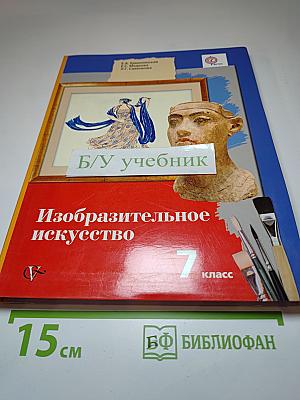 Б/У учебник
Изобразительное
искусство
7 класс
V
15 см
БФ БИБЛИОФАН